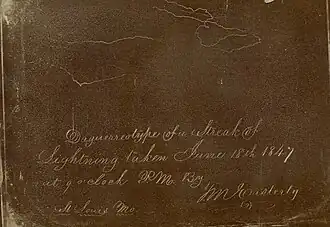 Daguerreotype of a Streak of
Lightning taken June 18th 1847
at 9 o'clock P.M. By
T M Easterly
St Louis Mo.